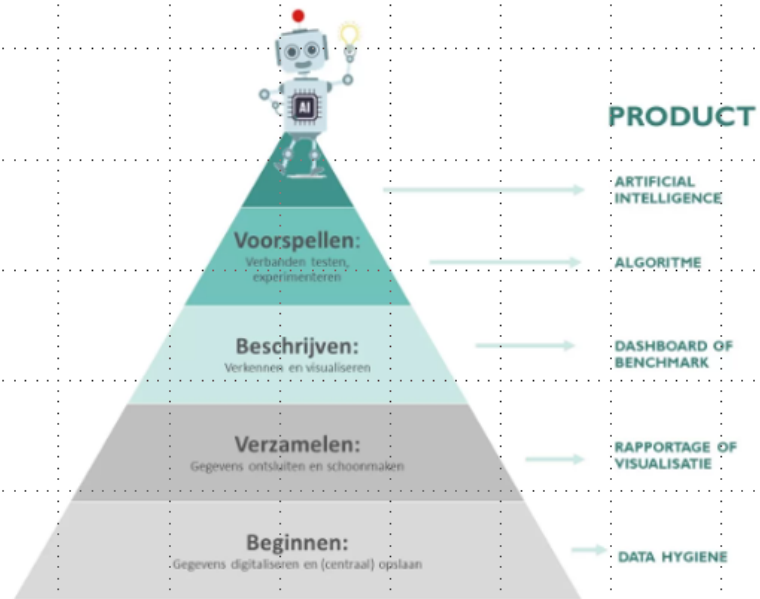 AI
PRODUCT
ARTIFICIAL
INTELLIGENCE
Voorspellen:
Verbanden testen,
experimenteren
ALGORITME
Beschrijven:
Verkennen en visualiseren
DASHBOARD OF
BENCHMARK
Verzamelen:
Gegevens ontsluiten en schoonmaken
RAPPORTAGE OF
VISUALISATIE
Beginnen:
Gegevens digitaliseren en (centraal) opslaan
DATA HYGIENE